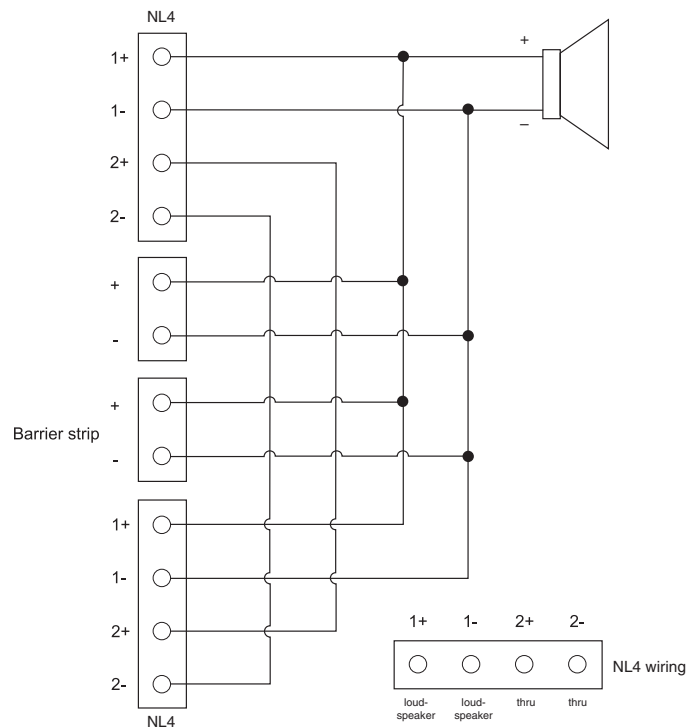 NL4
1+
1-
2+
2-
+
–
+
-
+
-
Barrier strip
1+
1-
2+
2-
NL4
1+ 1- 2+ 2-
NL4 wiring
loud-
speaker
loud-
speaker
thru
thru